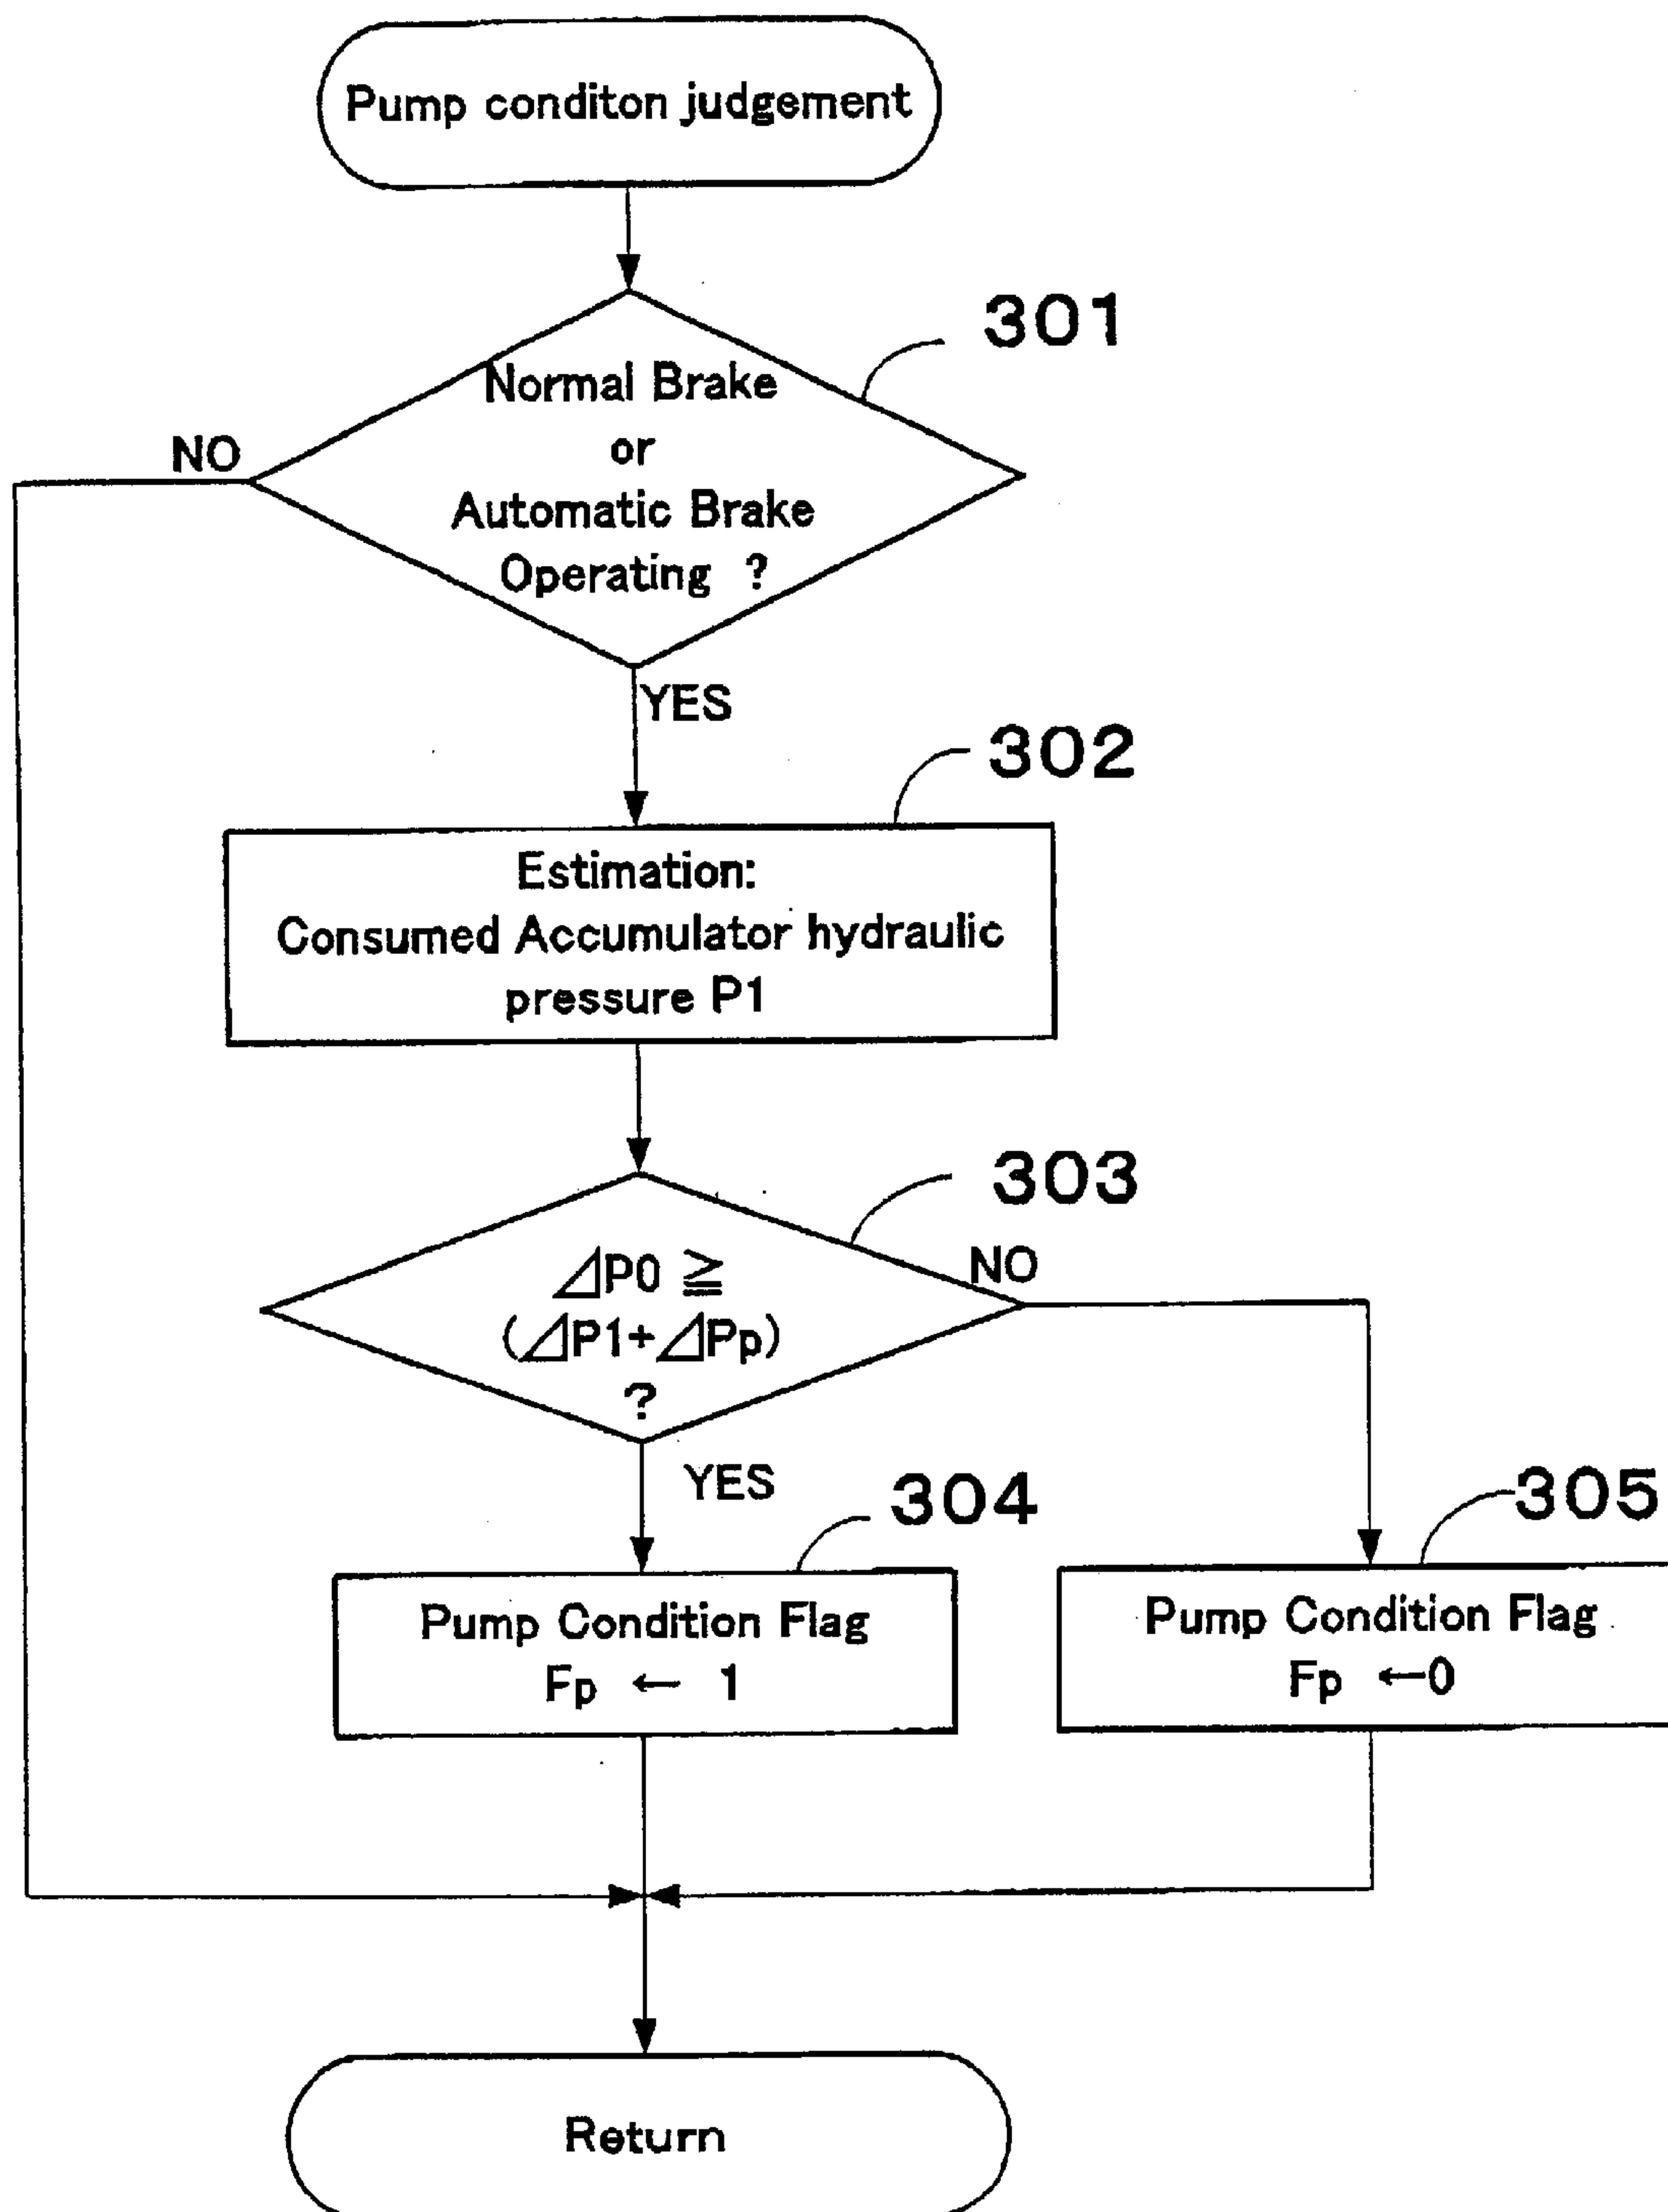 Pump conditon judgement
301
Normal Brake
or
Automatic Brake
Operating ?
NO
YES
302
Estimation:
Consumed Accumulator hydraulic
pressure P1
303
⊿P0 ≧
(⊿P1+⊿Pp)
?
NO
YES
304
Pump Condition Flag
Fp ← 1
305
Pump Condition Flag
Fp ←0
Return